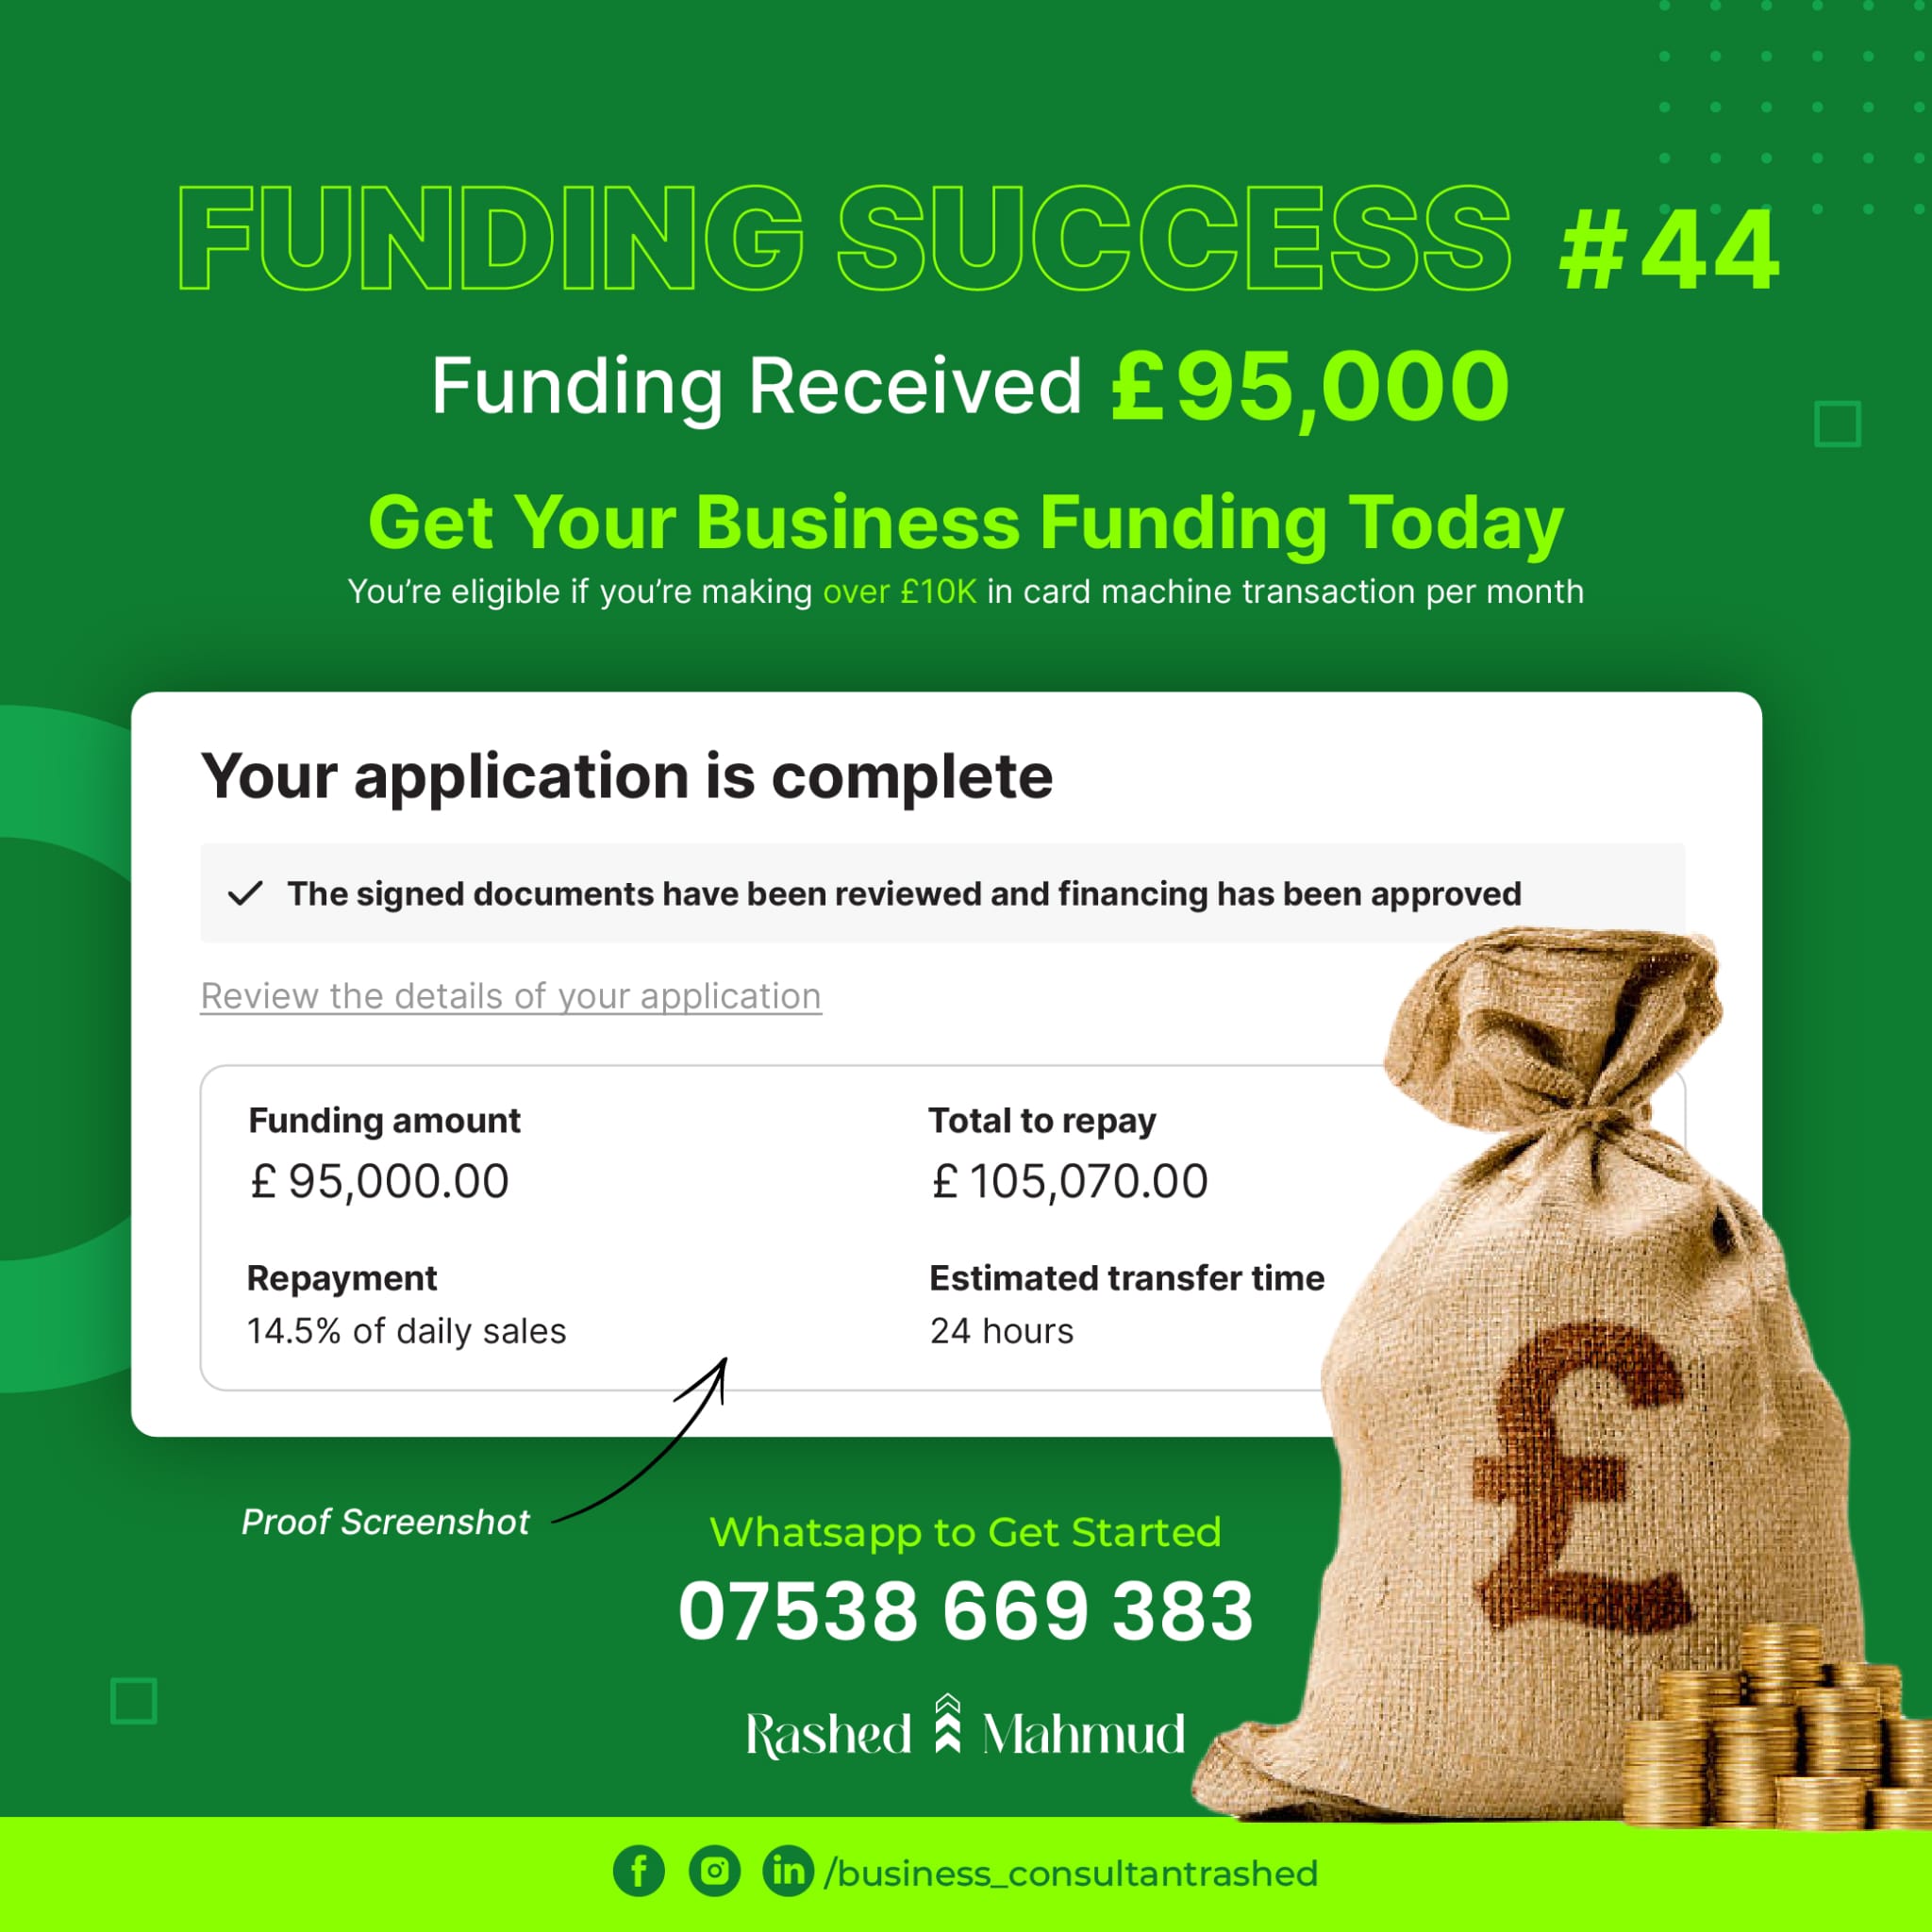 FUNDING SUCCESS #44
Funding Received £95,000
Get Your Business Funding Today
You’re eligible if you’re making over £10K in card machine transaction per month
Your application is complete
The signed documents have been reviewed and financing has been approved
Review the details of your application
Funding amount
£ 95,000.00
Total to repay
£ 105,070.00
Repayment
14.5% of daily sales
Estimated transfer time
24 hours
£
Proof Screenshot
Whatsapp to Get Started
07538 669 383
Rashed Mahmud
/business_consultantrashed